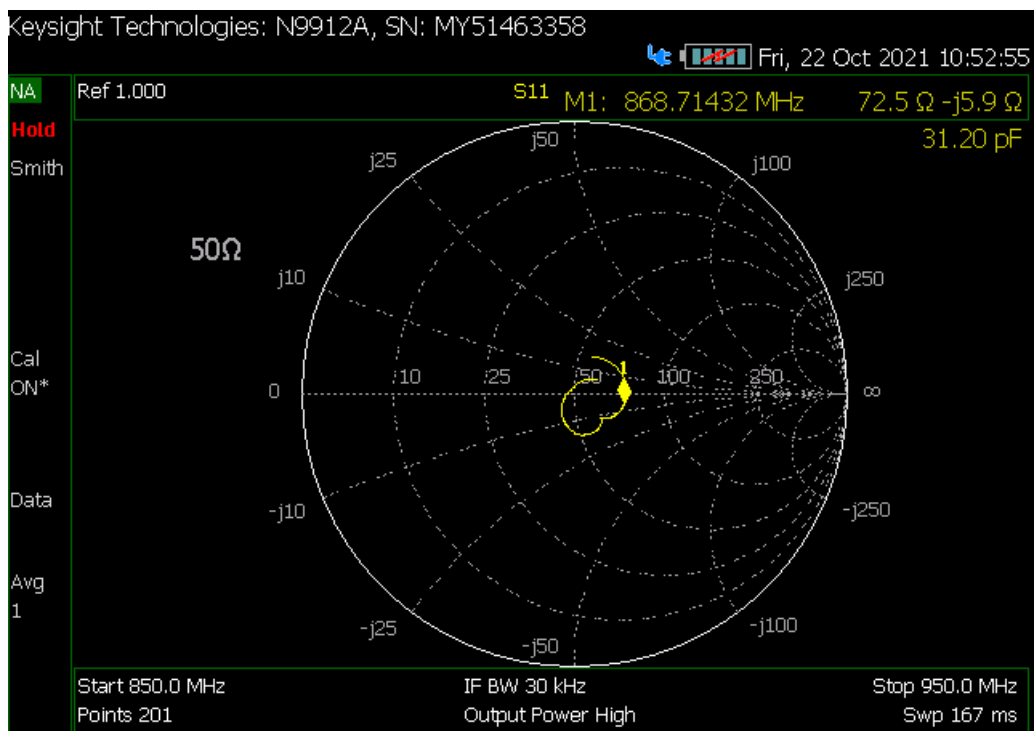 Keysight Technologies: N9912A, SN: MY51463358
Fri, 22 Oct 2021 10:52:55
NA
Ref 1.000
S11
M1: 868.71432 MHz
72.5 Ω -j5.9 Ω
31.20 pF
Hold
Smith
50Ω
j10
j25
j50
j100
j250
0
10
25
50
100
250
∞
1
-j10
-j25
-j50
-j100
-j250
Cal
ON*
Data
Avg
1
Start 850.0 MHz
IF BW 30 kHz
Stop 950.0 MHz
Points 201
Output Power High
Swp 167 ms